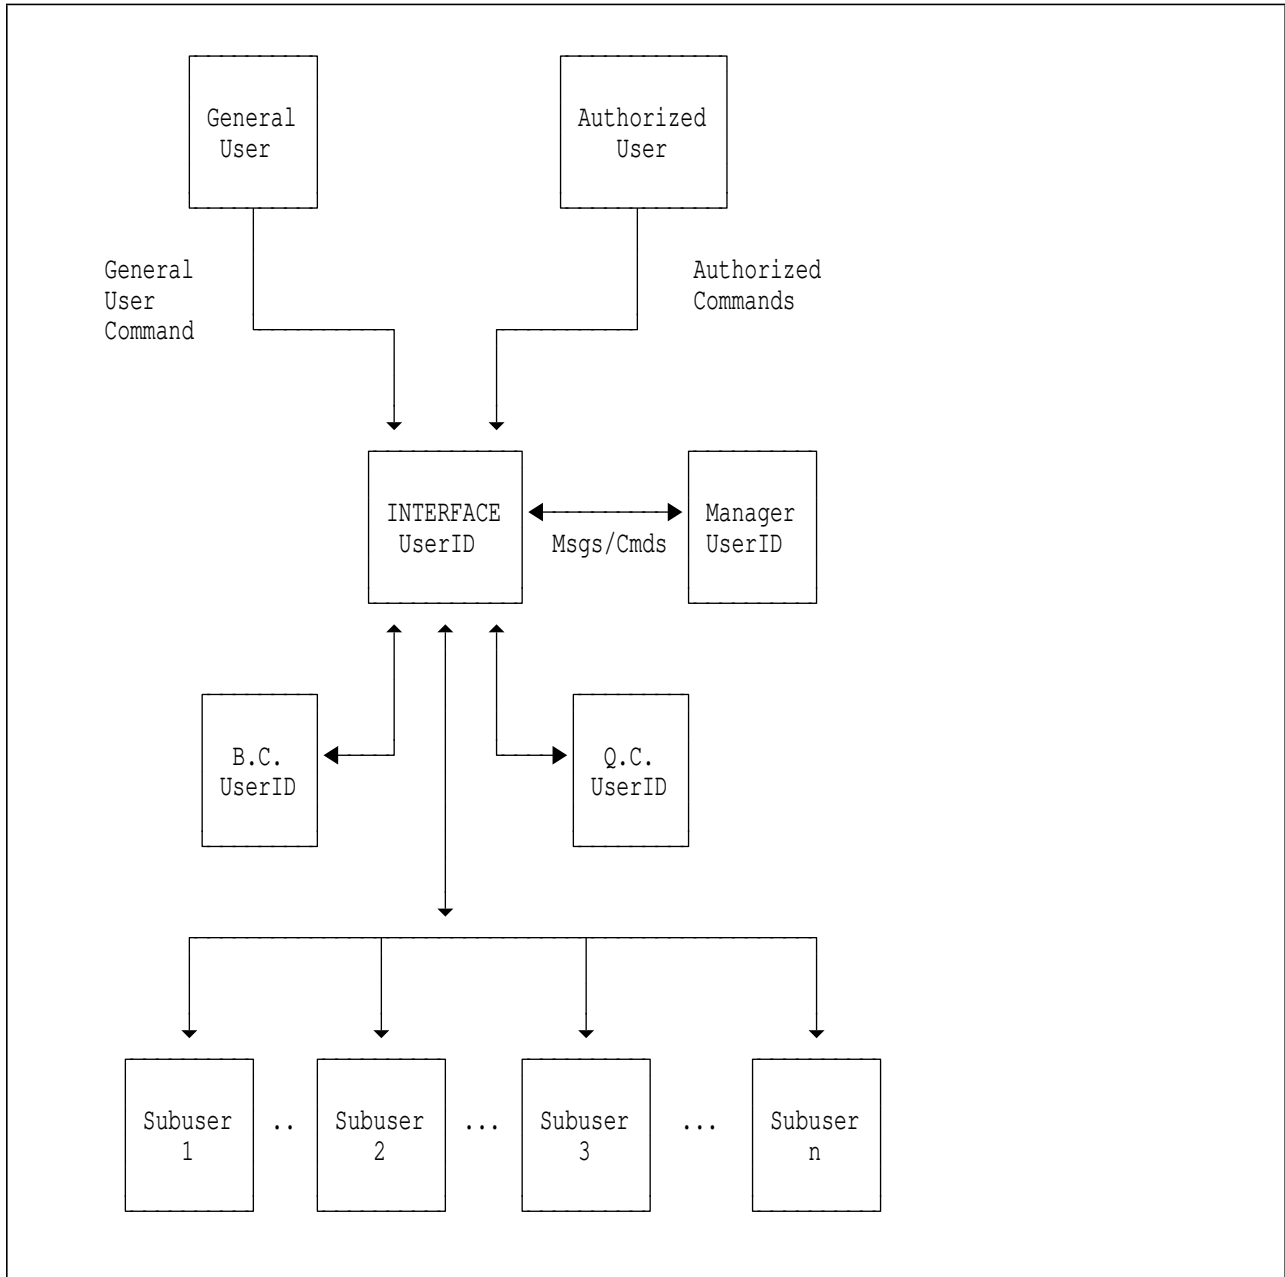 General
User
Authorized
User
General
User
Command
Authorized
Commands
INTERFACE
UserID
Msgs/Cmds
Manager
UserID
B.C.
UserID
Q.C.
UserID
Subuser
1
..
Subuser
2
...
Subuser
3
...
Subuser
n